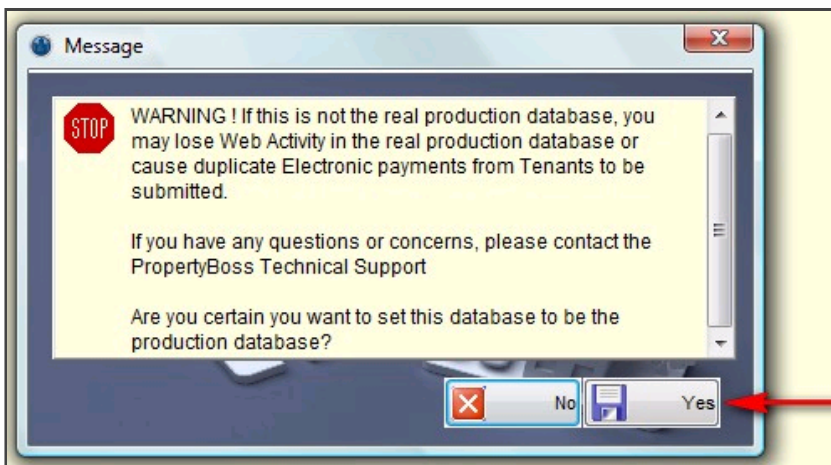 Message
STOP
WARNING ! If this is not the real production database, you
may lose Web Activity in the real production database or
cause duplicate Electronic payments from Tenants to be
submitted.
If you have any questions or concerns, please contact the
PropertyBoss Technical Support
Are you certain you want to set this database to be the
production database?
No Yes